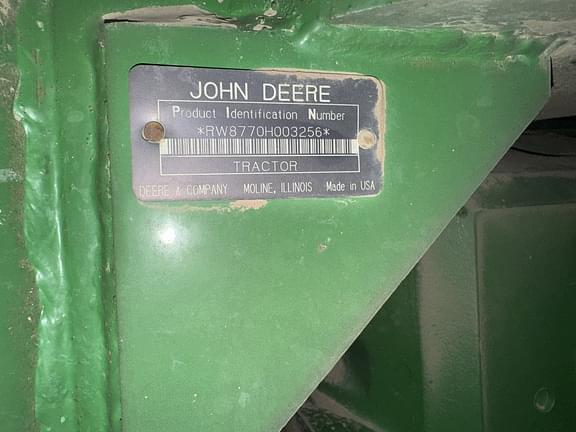 JOHN DEERE
Product Identification Number
*RW8770H003256*
TRACTOR
DEERE & COMPANY MOLINE, ILLINOIS Made in USA